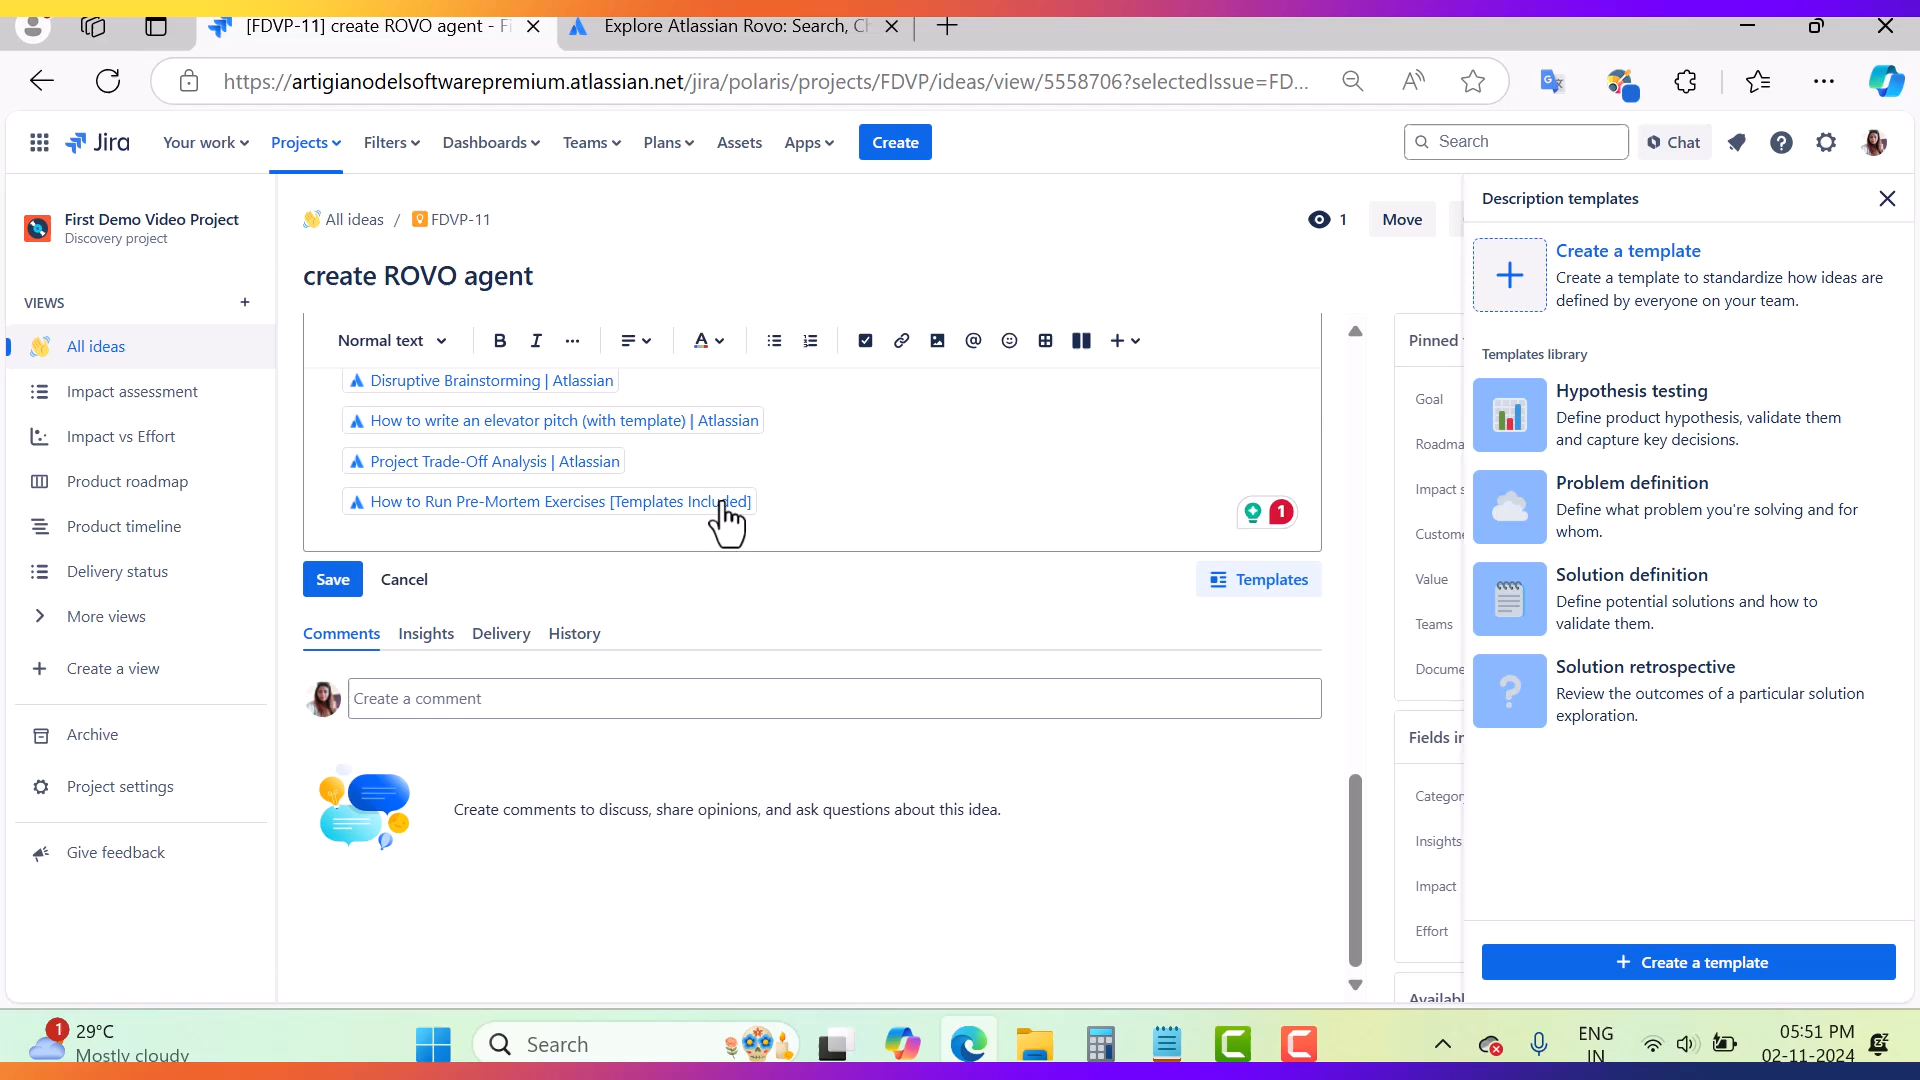 [FDVP-11] create ROVO agent - Fi
Explore Atlassian Rovo: Search, Ch
https://artigianodelsoftwarepremium.atlassian.net/jira/polaris/projects/FDVP/ideas/view/5558706?selectedIssue=FD...
Jira
Your work
Projects
Filters
Dashboards
Teams
Plans
Assets
Apps
Create
Search
Chat
First Demo Video Project
Discovery project
VIEWS
All ideas
Impact assessment
Impact vs Effort
Product roadmap
Product timeline
Delivery status
More views
Create a view
Archive
Project settings
Give feedback
All ideas / FDVP-11
1
Move
create ROVO agent
Normal text
Disruptive Brainstorming | Atlassian
How to write an elevator pitch (with template) | Atlassian
Project Trade-Off Analysis | Atlassian
How to Run Pre-Mortem Exercises [Templates Included]
1
Save
Cancel
Templates
Comments
Insights
Delivery
History
Create a comment
Create comments to discuss, share opinions, and ask questions about this idea.
Pinned
Goal
Roadma
Impact s
Custome
Value
Teams
Docume
Fields in
Categor
Insights
Impact
Effort
Availabl
Description templates
Create a template
Create a template to standardize how ideas are
defined by everyone on your team.
Templates library
Hypothesis testing
Define product hypothesis, validate them
and capture key decisions.
Problem definition
Define what problem you're solving and for
whom.
Solution definition
Define potential solutions and how to
validate them.
Solution retrospective
Review the outcomes of a particular solution
exploration.
+ Create a template
1
29°C
Mostly cloudy
Search
ENG
IN
05:51 PM
02-11-2024